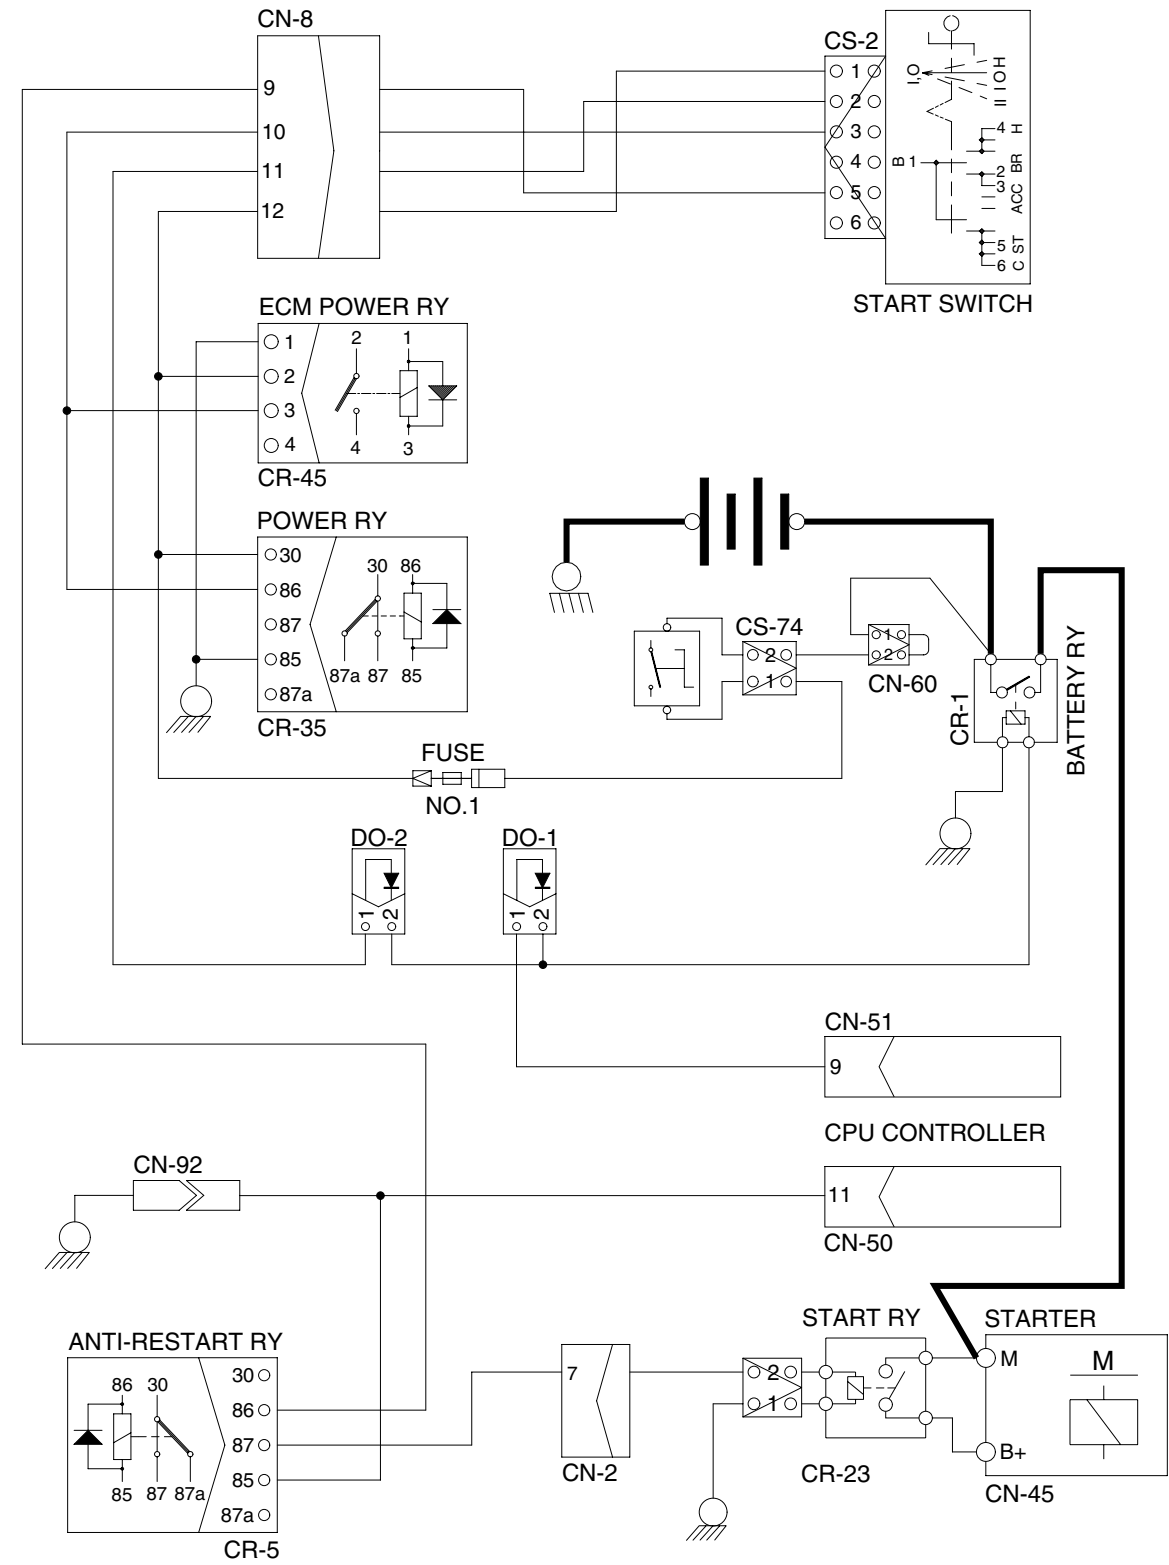 CN-8
9
10
11
12
CS-2
1
2
3
4
5
6
I,O
H
O
I
II
B 1
4 H
BR
2
3
ACC
5 ST
6 C
START SWITCH
ECM POWER RY
1
2
3
4
2 1
4 3
CR-45
POWER RY
30
86
87
85
87a
30 86
87a 87 85
CR-35
CS-74
2
1
1
2
CN-60
CR-1
BATTERY RY
FUSE
NO.1
DO-2
1 2
DO-1
1 2
CN-51
9
CPU CONTROLLER
11
CN-50
CN-92
ANTI-RESTART RY
86 30
85 87 87a
30
86
87
85
87a
CR-5
7
CN-2
2
1
START RY
CR-23
STARTER
M
B+
M
CN-45